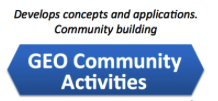 Develops concepts and applications.
Community building
GEO Community
Activities